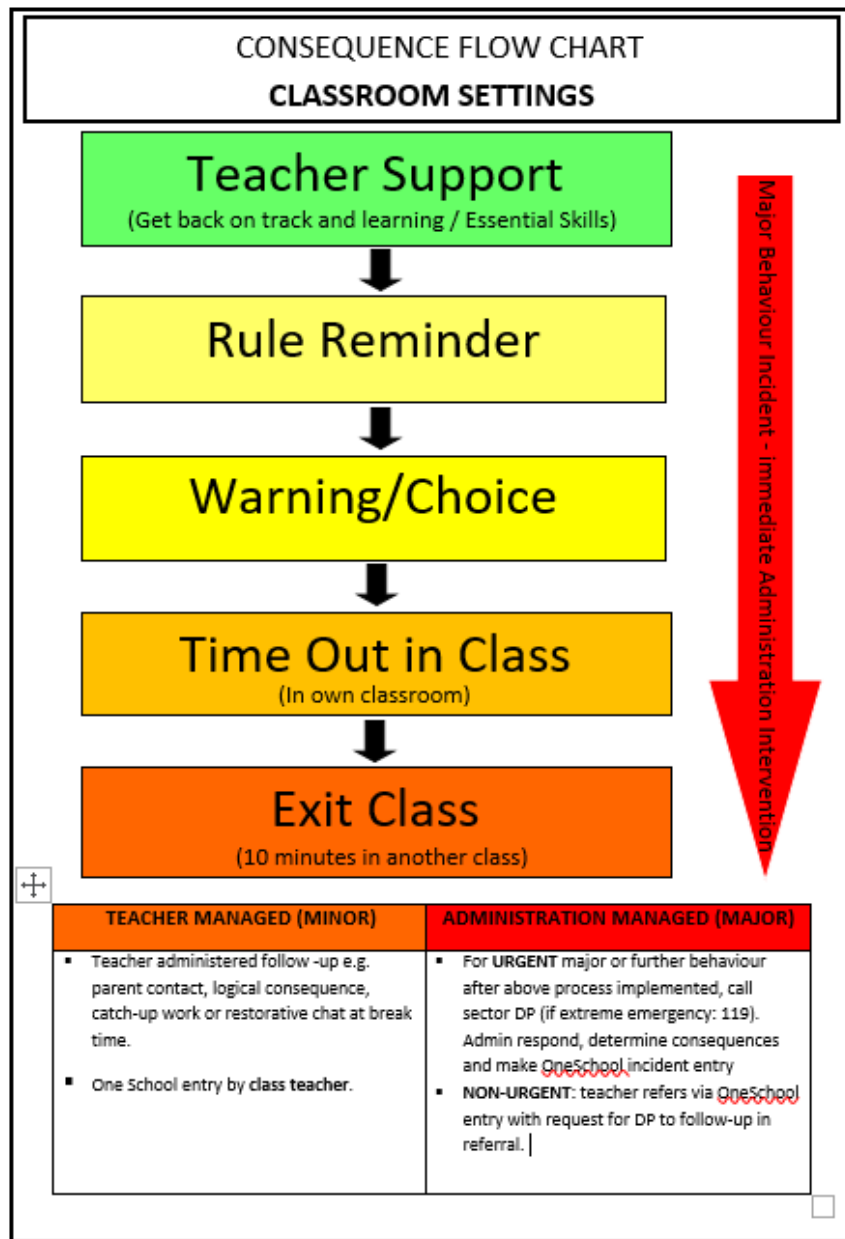 CONSEQUENCE FLOW CHART
CLASSROOM SETTINGS
Teacher Support
(Get back on track and learning / Essential Skills)
Rule Reminder
Warning/Choice
Time Out in Class
(In own classroom)
Exit Class
(10 minutes in another class)
Major Behaviour Incident - immediate Administration Intervention
TEACHER MANAGED (MINOR)
▪ Teacher administered follow -up e.g.
parent contact, logical consequence,
catch-up work or restorative chat at break
time.
▪ One School entry by class teacher.
ADMINISTRATION MANAGED (MAJOR)
▪ For URGENT major or further behaviour
after above process implemented, call
sector DP (if extreme emergency: 119).
Admin respond, determine consequences
and make OneSchool incident entry
▪ NON-URGENT: teacher refers via OneSchool
entry with request for DP to follow-up in
referral.